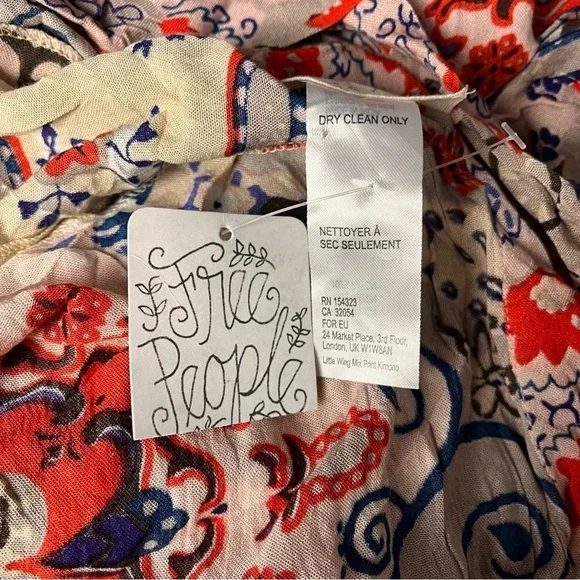 DRY CLEAN ONLY
NETTOYER À
SEC SEULEMENT
RN 154323
CA 32054
FOR EU
24 Market Place, 3rd Floor,
London, UK W1W8AN
Little Wing Mix Print Kimono
Free
People